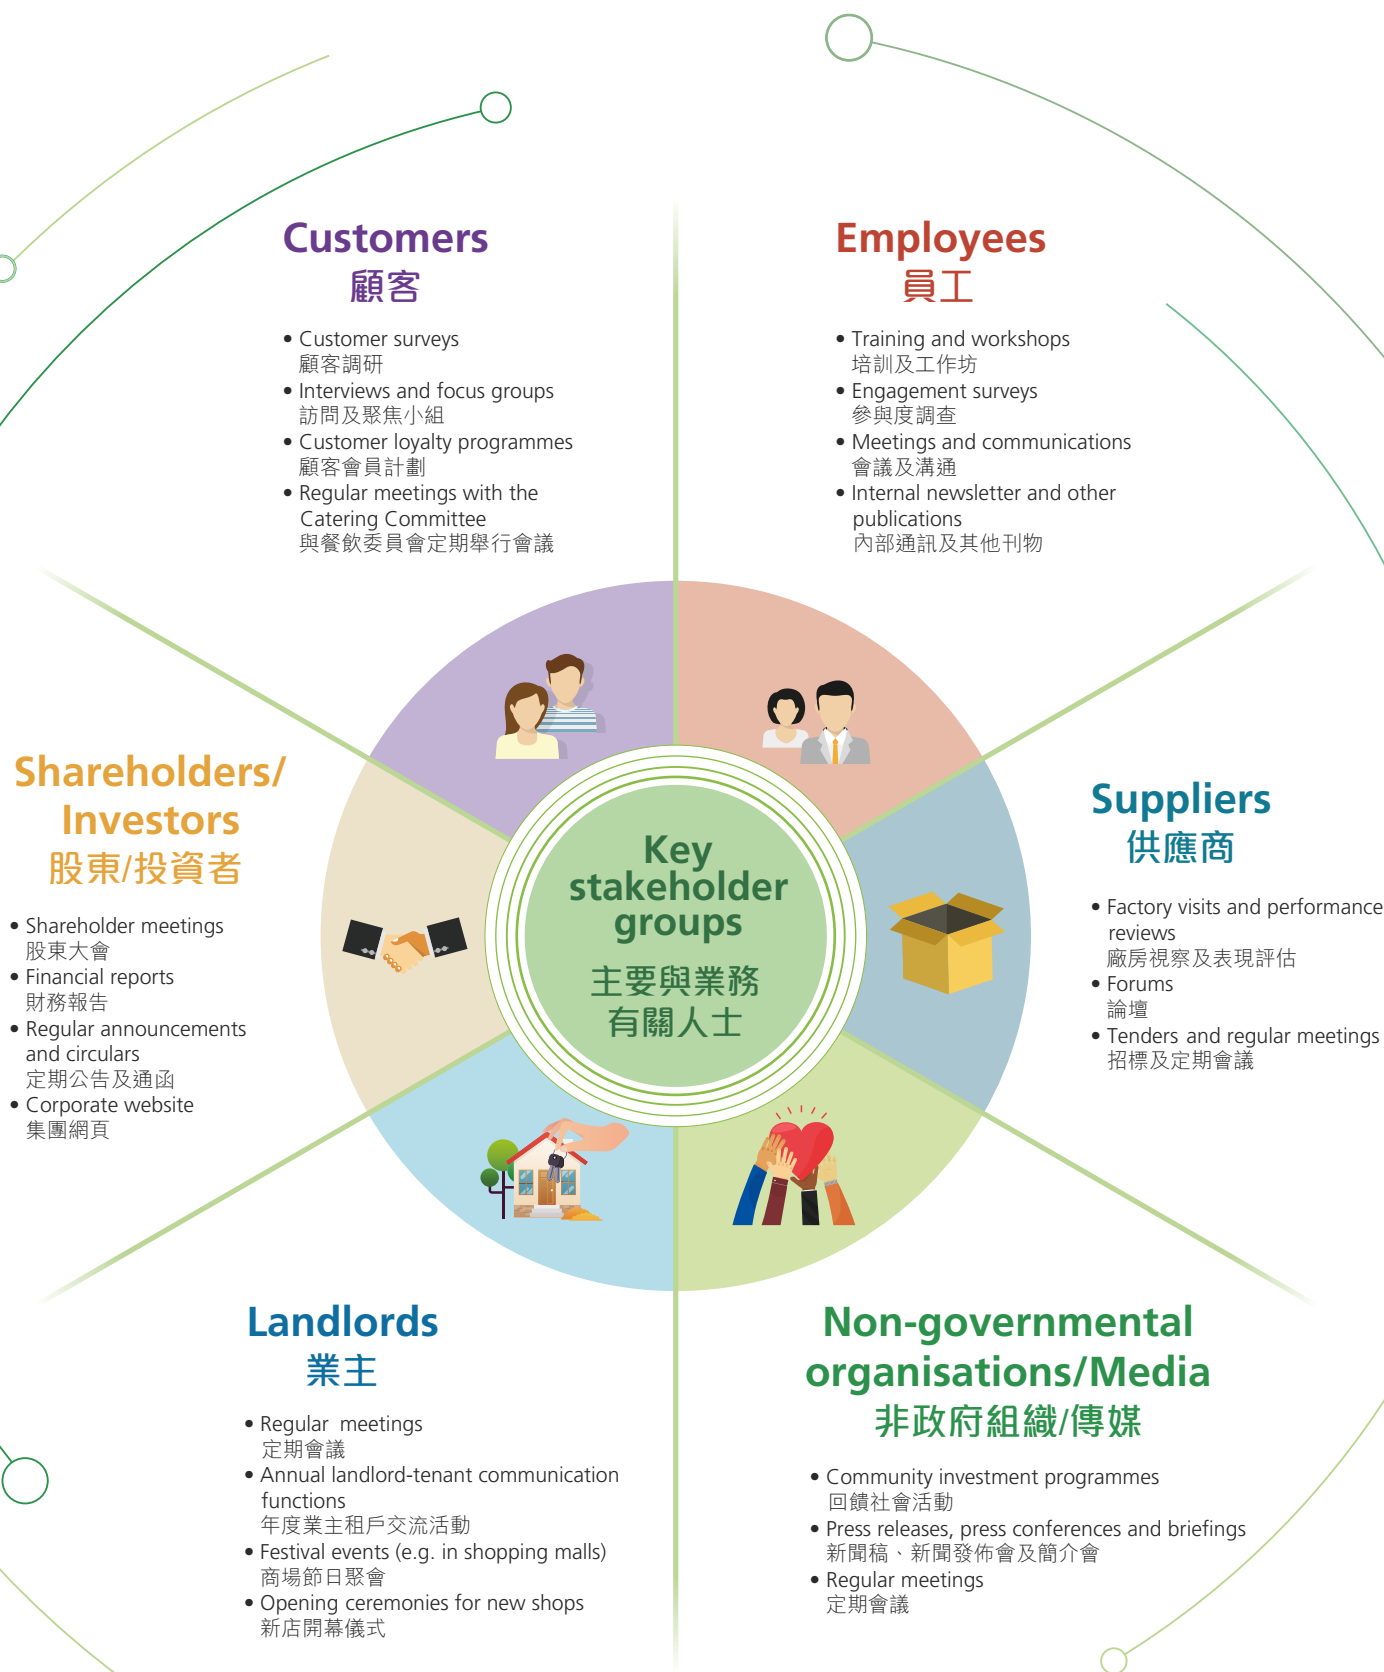 Customers
顧客
• Customer surveys
顧客調研
• Interviews and focus groups
訪問及聚焦小組
• Customer loyalty programmes
顧客會員計劃
• Regular meetings with the
Catering Committee
與餐飲委員會定期舉行會議
Employees
員工
• Training and workshops
培訓及工作坊
• Engagement surveys
參與度調查
• Meetings and communications
會議及溝通
• Internal newsletter and other
publications
內部通訊及其他刊物
Shareholders/
Investors
股東/投資者
• Shareholder meetings
股東大會
• Financial reports
財務報告
• Regular announcements
and circulars
定期公告及通函
• Corporate website
集團網頁
Key
stakeholder
groups
主要與業務
有關人士
Suppliers
供應商
• Factory visits and performance
reviews
廠房視察及表現評估
• Forums
論壇
• Tenders and regular meetings
招標及定期會議
Landlords
業主
• Regular meetings
定期會議
• Annual landlord-tenant communication
functions
年度業主租戶交流活動
• Festival events (e.g. in shopping malls)
商場節日聚會
• Opening ceremonies for new shops
新店開幕儀式
Non-governmental
organisations/Media
非政府組織/傳媒
• Community investment programmes
回饋社會活動
• Press releases, press conferences and briefings
新聞稿、新聞發佈會及簡介會
• Regular meetings
定期會議